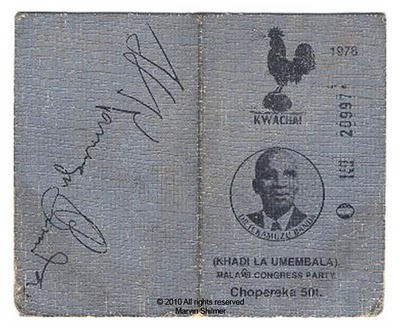 1978
KWACHA!
20997
DR. H. KAMUZU BANDA
(KHADI LA UMEMBALA)
MALAWI CONGRESS PARTY
Chopereka 50t.
© 2010 All rights reserved
Marvin Shilmer